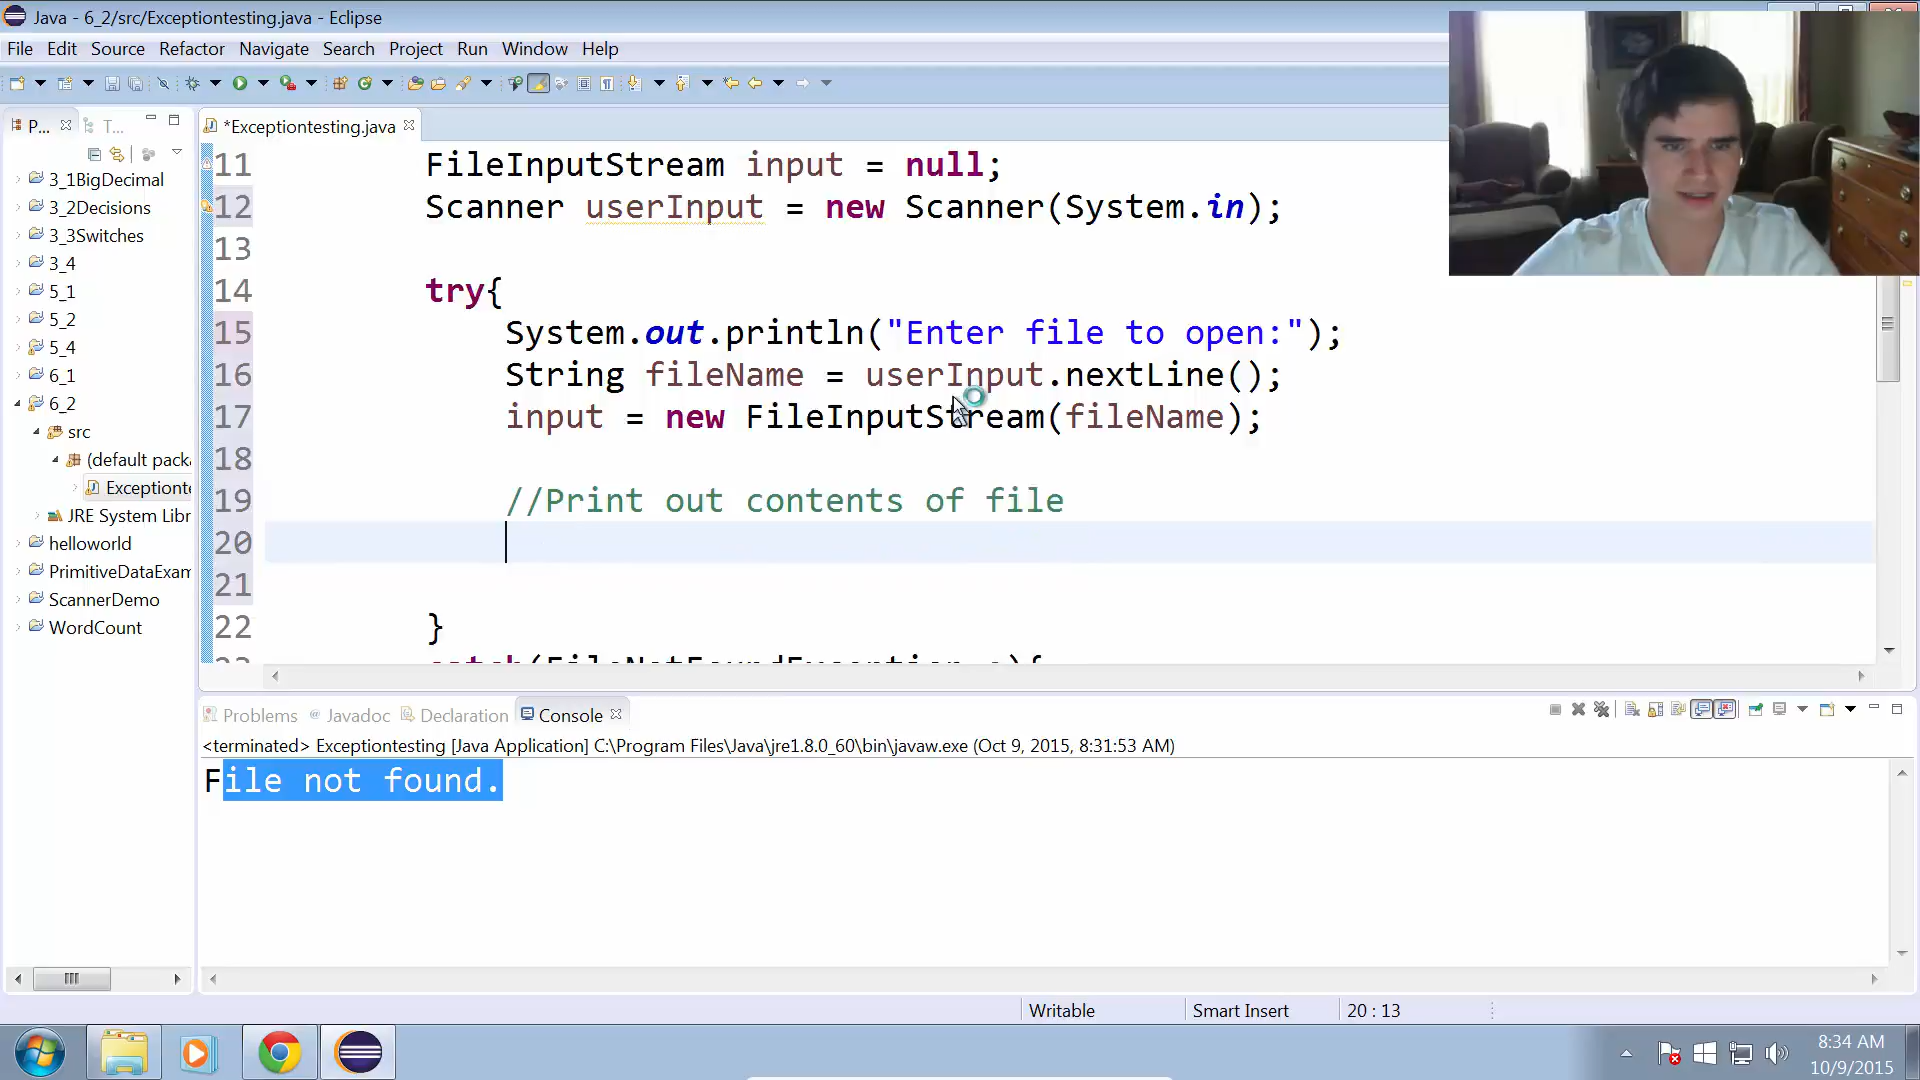 Java - 6_2/src/Exceptiontesting.java - Eclipse
File Edit Source Refactor Navigate Search Project Run Window Help
P... T...
*Exceptiontesting.java
3_1BigDecimal
3_2Decisions
3_3Switches
3_4
5_1
5_2
5_4
6_1
6_2
src
(default pack
Exceptionte
JRE System Libr
helloworld
PrimitiveDataExam
ScannerDemo
WordCount
11 FileInputStream input = null;
12 Scanner userInput = new Scanner(System.in);
13
14 try{
15 System.out.println("Enter file to open:");
16 String fileName = userInput.nextLine();
17 input = new FileInputStream(fileName);
18
19 //Print out contents of file
20
21
22 }
23 catch(FileNotFoundException e){
Problems @ Javadoc Declaration Console
<terminated> Exceptiontesting [Java Application] C:\Program Files\Java\jre1.8.0_60\bin\javaw.exe (Oct 9, 2015, 8:31:53 AM)
File not found.
Writable Smart Insert 20 : 13
8:34 AM
10/9/2015